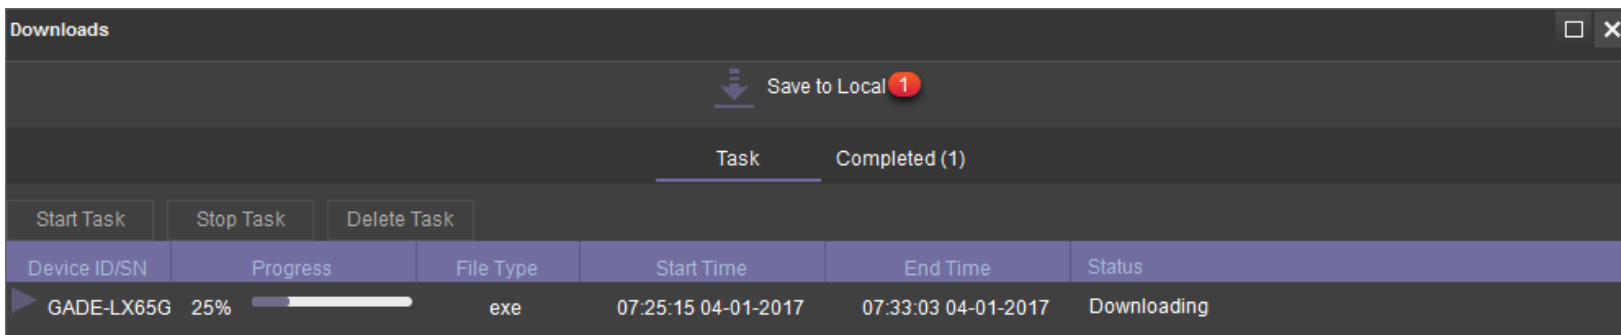 Downloads
Save to Local 1
Task Completed (1)
Start Task Stop Task Delete Task
Device ID/SN Progress File Type Start Time End Time Status
GADE-LX65G 25% exe 07:25:15 04-01-2017 07:33:03 04-01-2017 Downloading